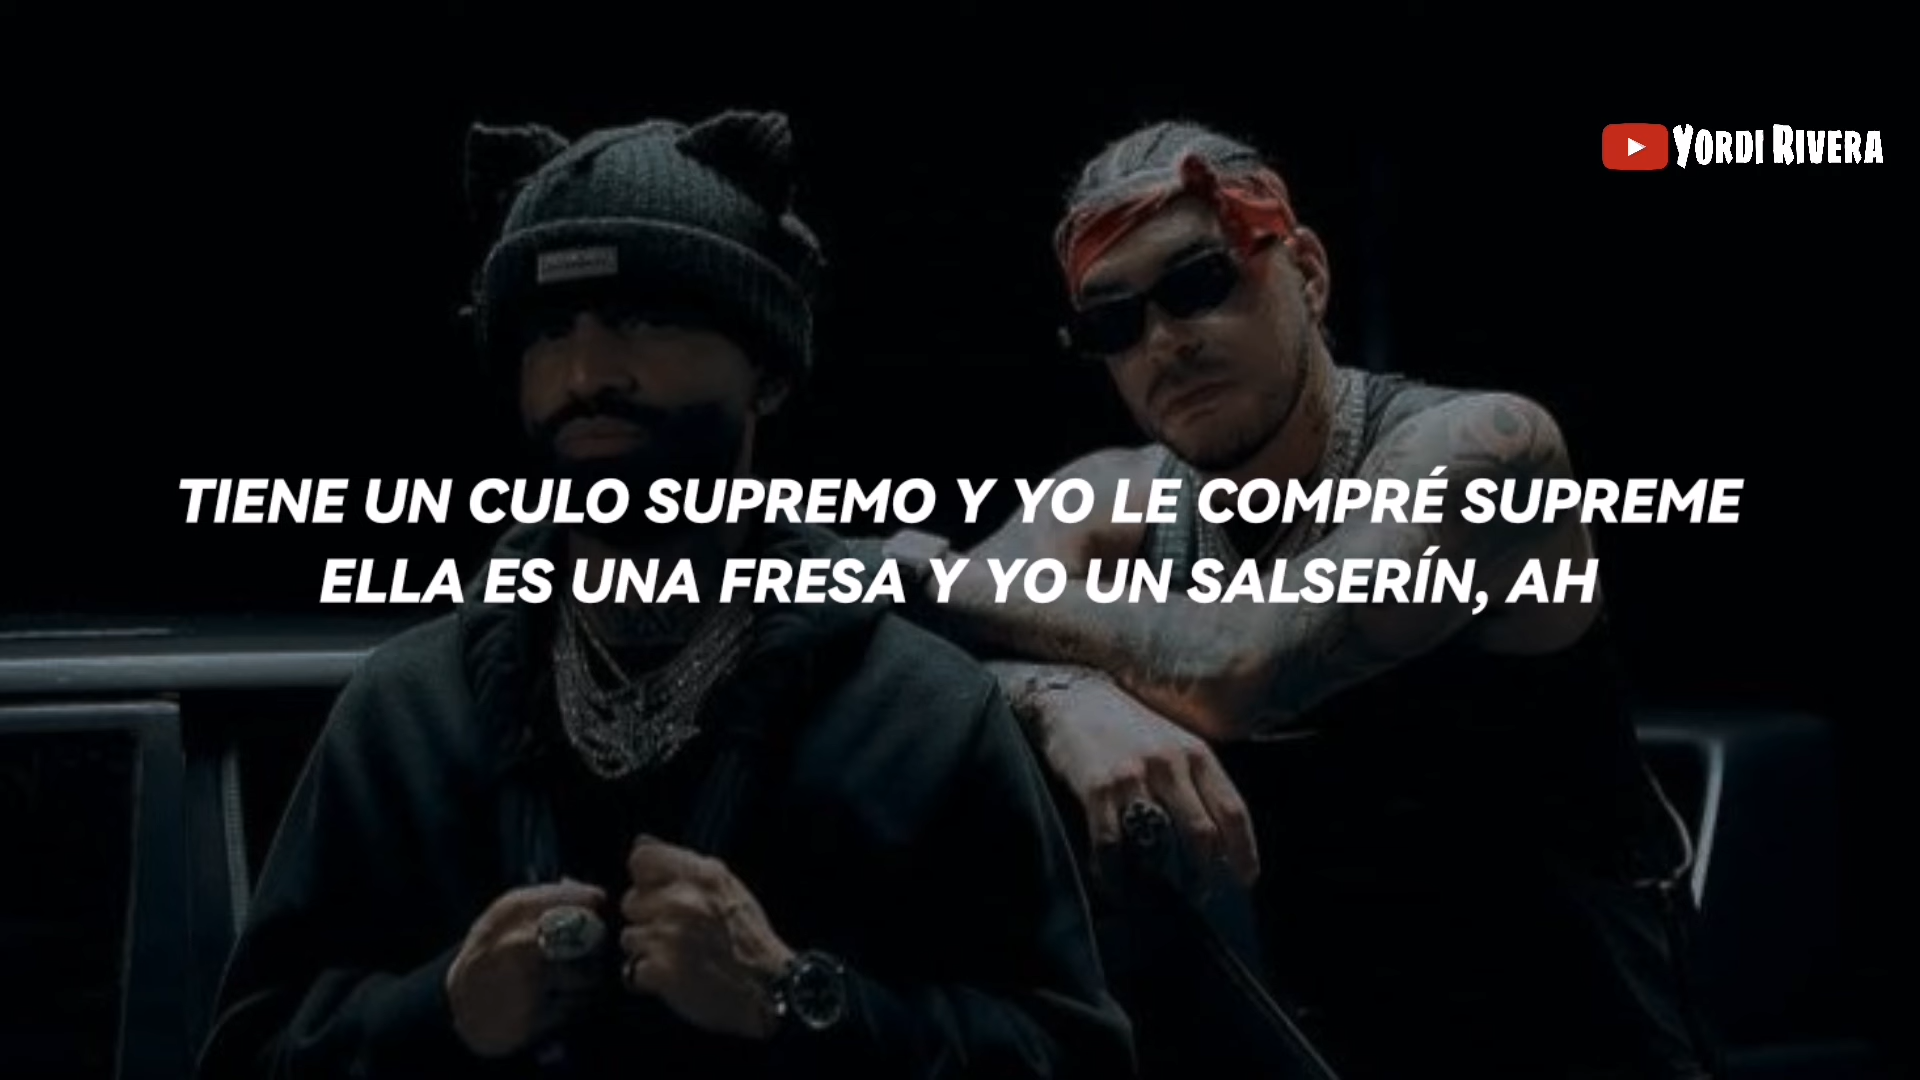 YORDI RIVERA
TIENE UN CULO SUPREMO Y YO LE COMPRÉ SUPREME
ELLA ES UNA FRESA Y YO UN SALSERÍN, AH